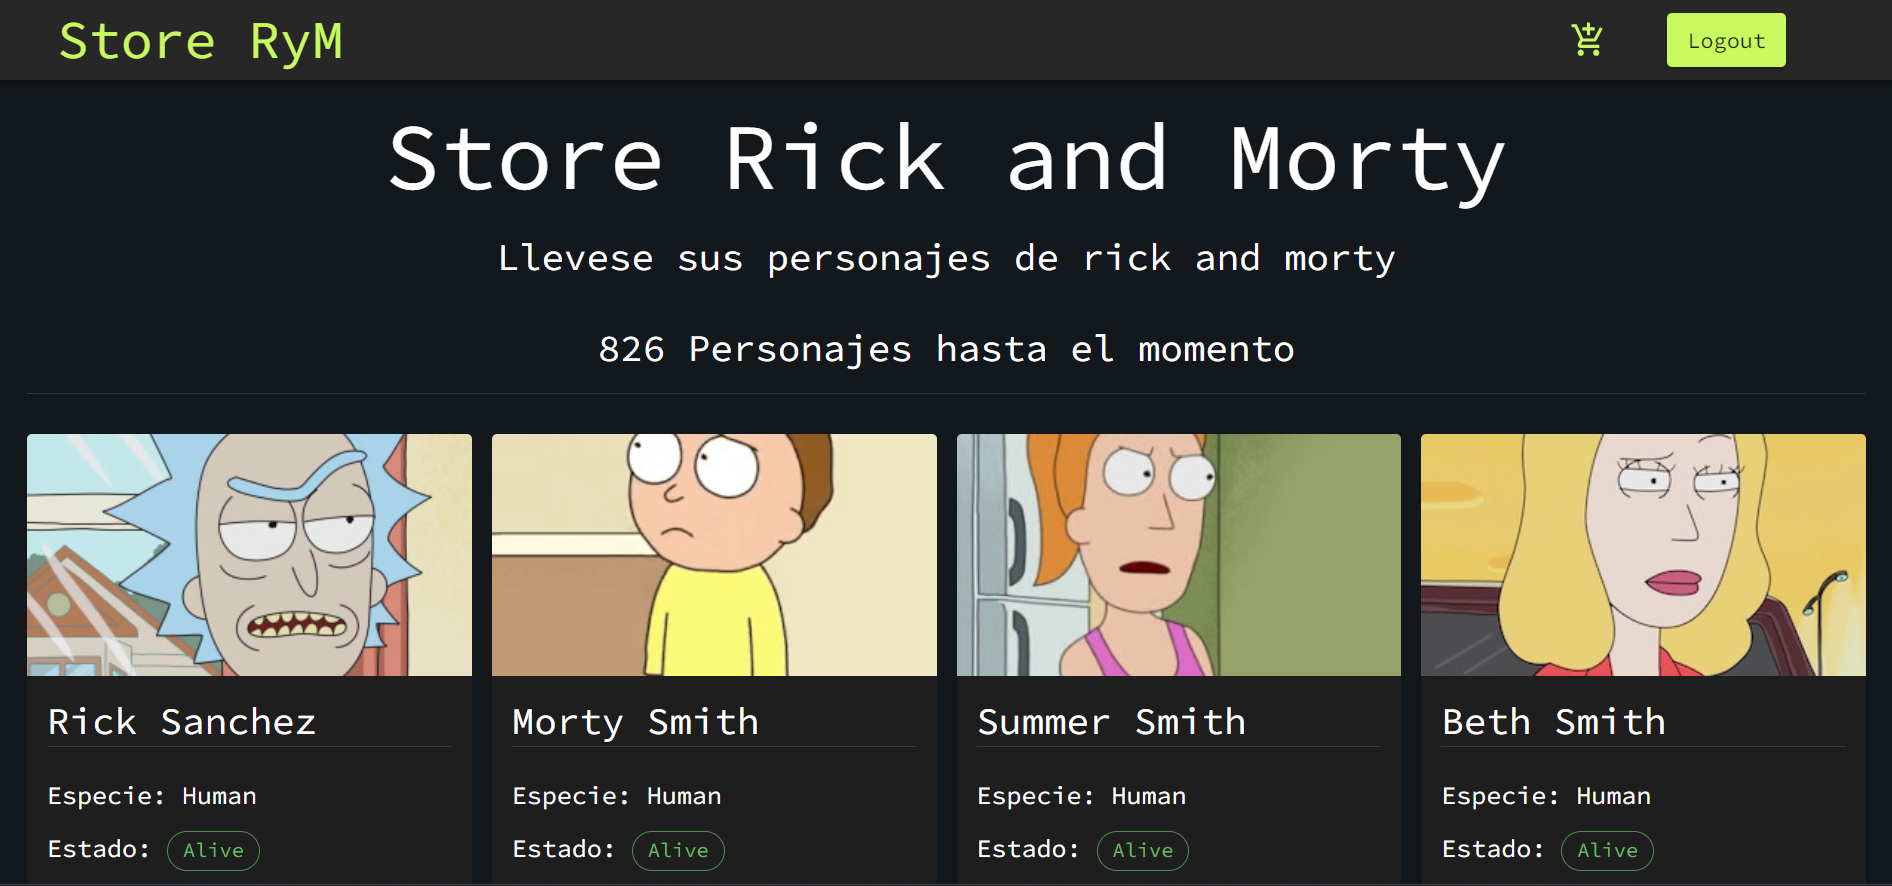 Store RyM
Logout
Store Rick and Morty
Llevese sus personajes de rick and morty
826 Personajes hasta el momento
Rick Sanchez
Especie: Human
Estado: Alive
Morty Smith
Especie: Human
Estado: Alive
Summer Smith
Especie: Human
Estado: Alive
Beth Smith
Especie: Human
Estado: Alive